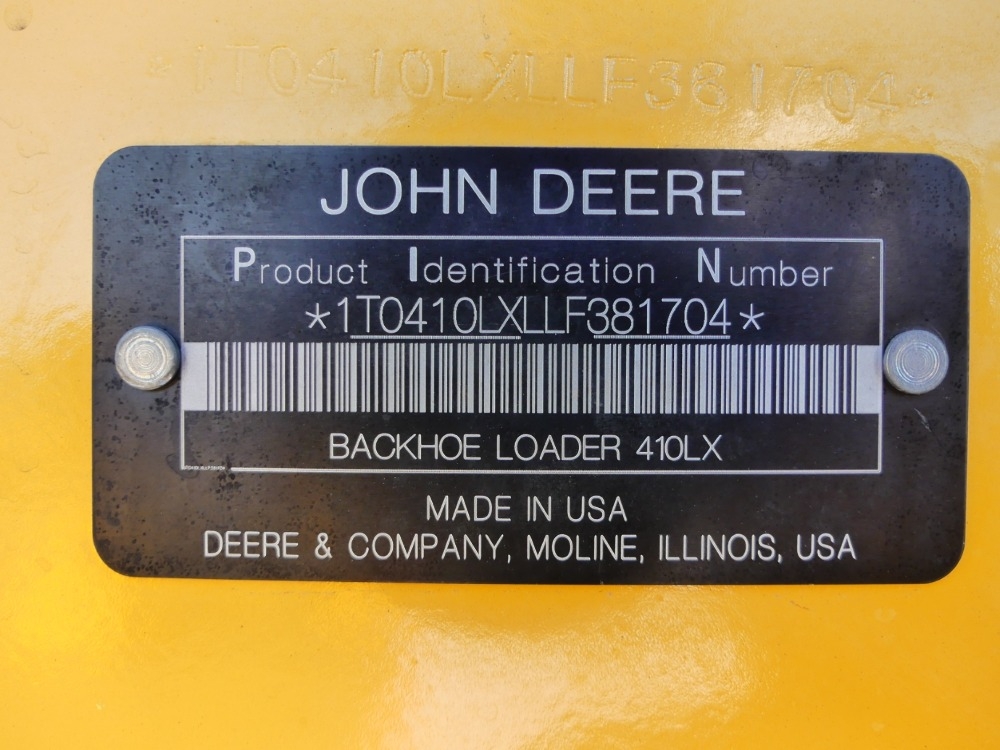 *1T0410LXLLF381704*
JOHN DEERE
Product Identification Number
*1T0410LXLLF381704*
BACKHOE LOADER 410LX
MADE IN USA
DEERE & COMPANY, MOLINE, ILLINOIS, USA